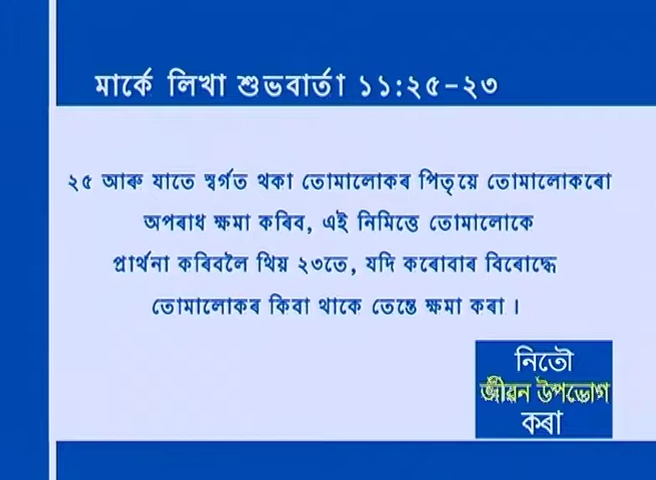 মাৰ্কে লিখা শুভবাৰ্তা ১১:২৫-২৩
২৫ আৰু যাতে স্বৰ্গত থকা তোমালোকৰ পিতৃয়ে তোমালোকৰো
অপৰাধ ক্ষমা কৰিব, এই নিমিত্তে তোমালোকে
প্ৰাৰ্থনা কৰিবলৈ থিয় ২৩তে, যদি কৰোবাৰ বিৰোদ্ধে
তোমালোকৰ কিবা থাকে তেন্তে ক্ষমা কৰা ।
নিতৌ
জীৱন উপভোগ
কৰা